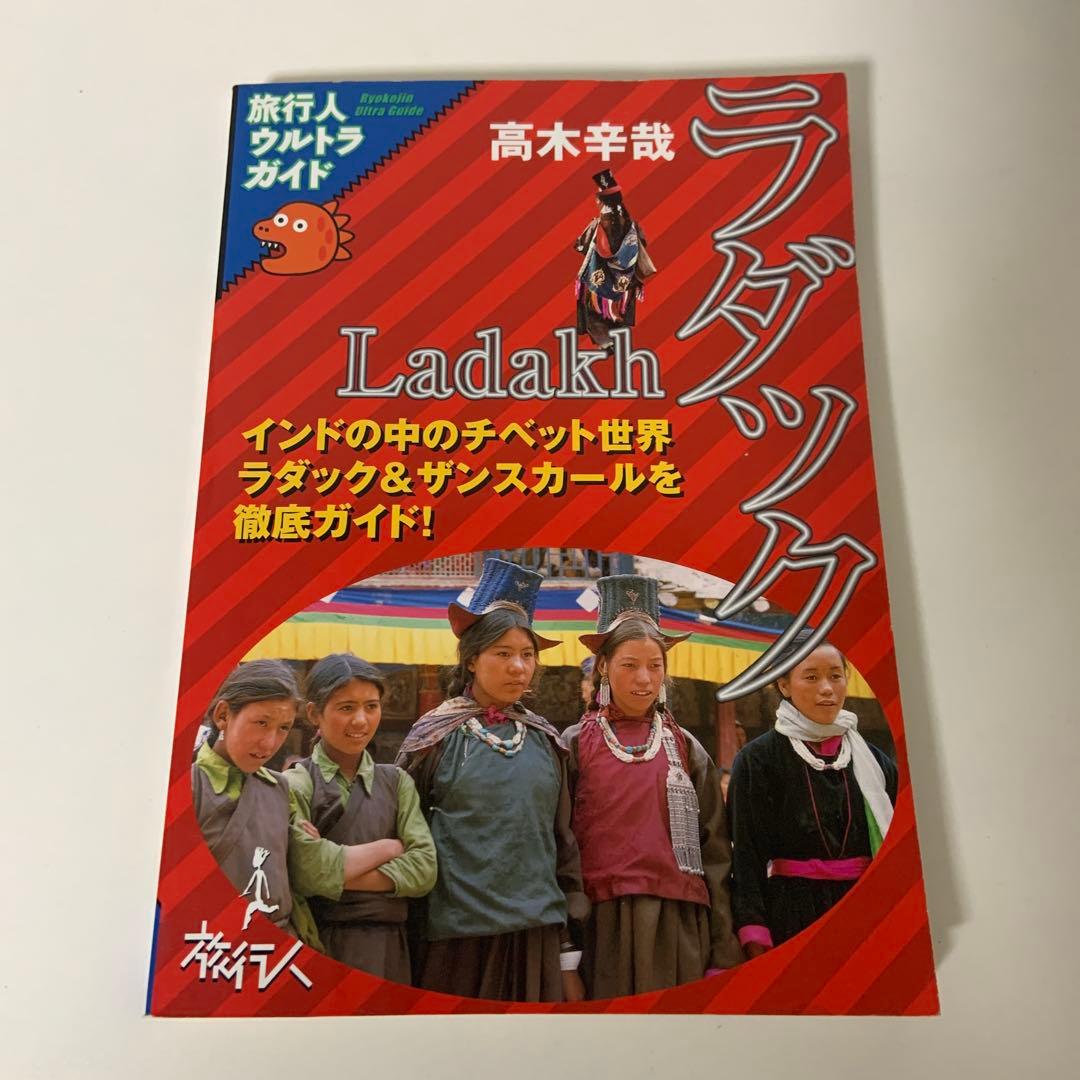 旅行人
ウルトラ
ガイド
Ryokojin
Ultra Guide
高木辛哉
ラダック
Ladakh
インドの中のチベット世界
ラダック&ザンスカールを
徹底ガイド!
旅行人